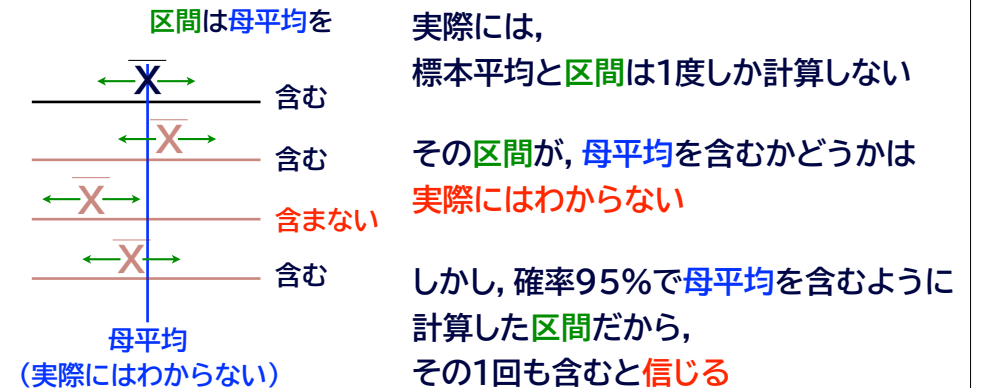 区間は母平均を
X
含む
X
含む
X
含まない
X
含む
母平均
（実際にはわからない）
実際には,
標本平均と区間は1度しか計算しない
その区間が, 母平均を含むかどうかは
実際にはわからない
しかし, 確率95%で母平均を含むように
計算した区間だから,
その1回も含むと信じる